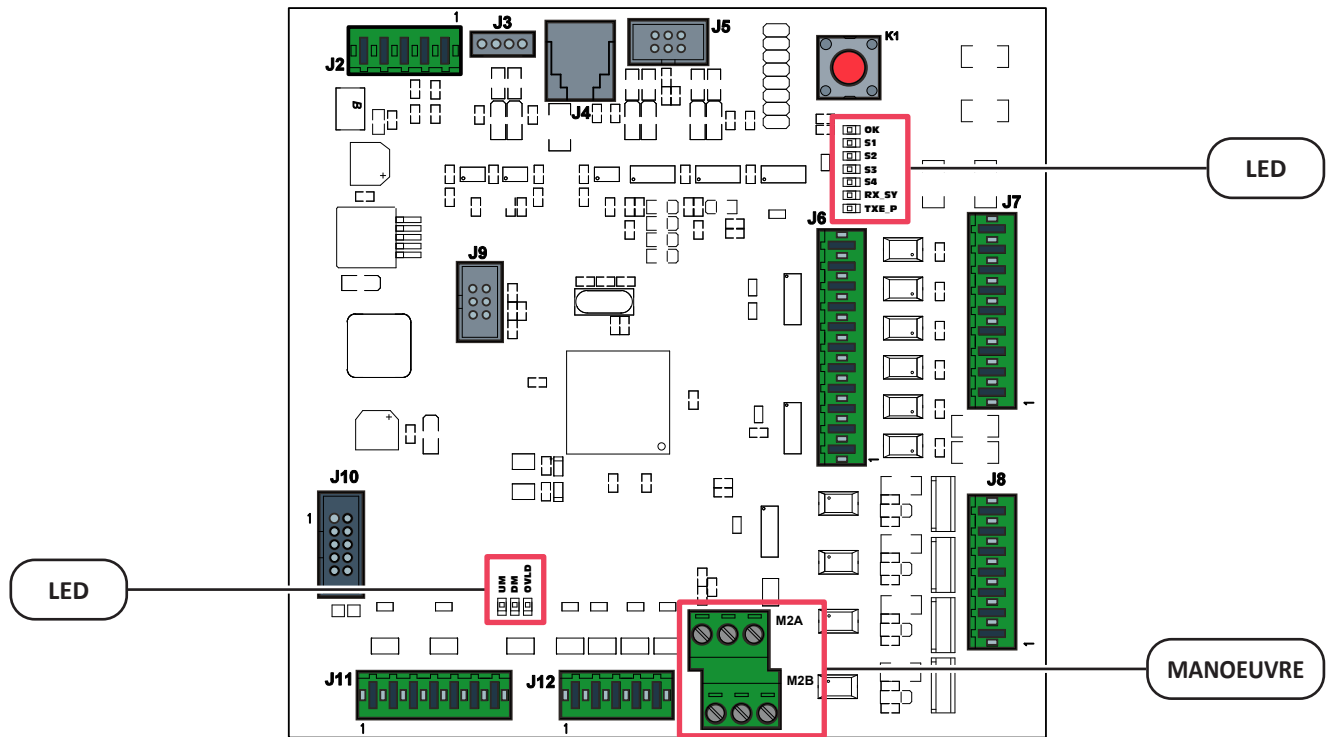 1
J3
J5
K1
J2
J4
B
+
OK
S1
S2
S3
S4
RX_SY
TXE_P
LED
J6
J7
J9
+
1
1
J10
1
J8
UM
DM
OVLD
LED
M2A
1
MANOEUVRE
M2B
J11
J12
1
1